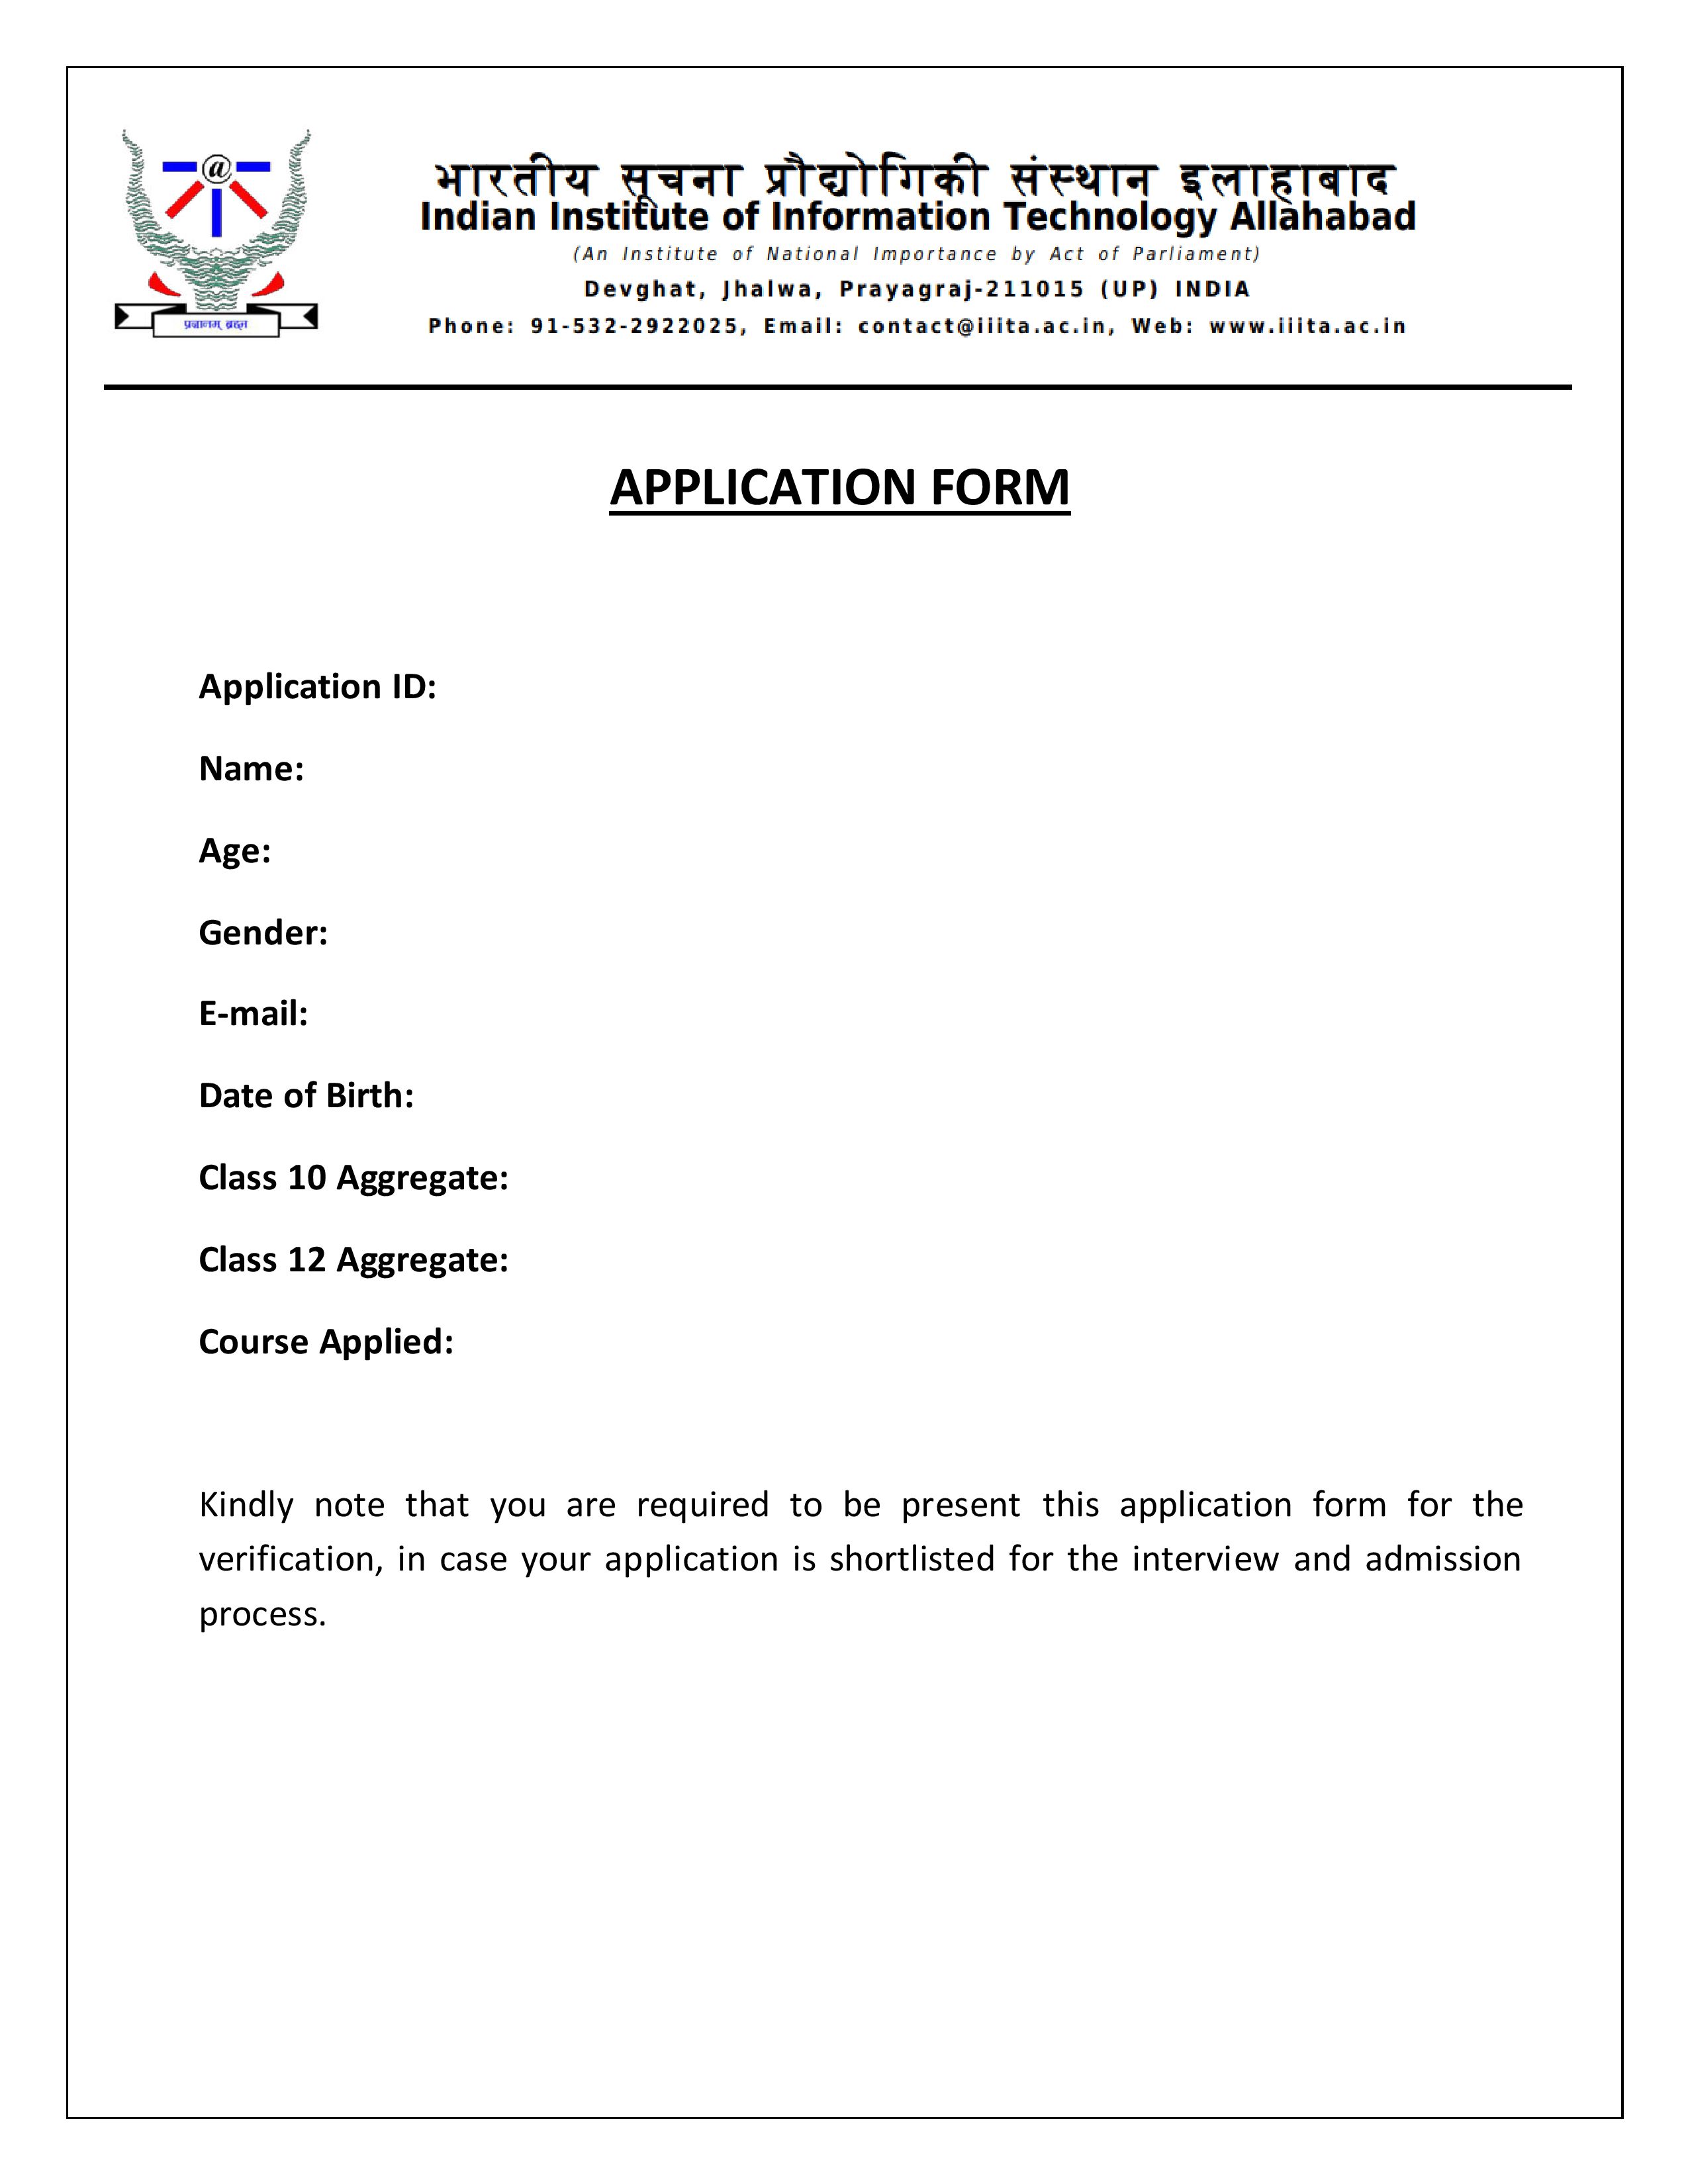 @
प्रज्ञानम् ब्रह्म
भारतीय सूचना प्रौद्योगिकी संस्थान इलाहाबाद
Indian Institute of Information Technology Allahabad
(An Institute of National Importance by Act of Parliament)
Devghat, Jhalwa, Prayagraj-211015 (UP) INDIA
Phone: 91-532-2922025, Email: contact@iiita.ac.in, Web: www.iiita.ac.in
APPLICATION FORM
Application ID:
Name:
Age:
Gender:
E-mail:
Date of Birth:
Class 10 Aggregate:
Class 12 Aggregate:
Course Applied:
Kindly note that you are required to be present this application form for the
verification, in case your application is shortlisted for the interview and admission
process.